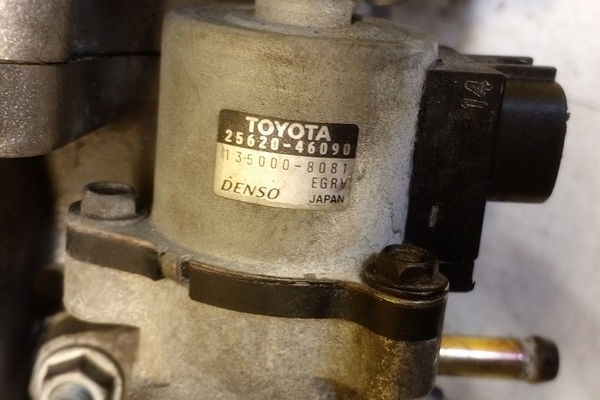 TOYOTA
25620-46090
135000-8081
EGRV
DENSO
JAPAN
14